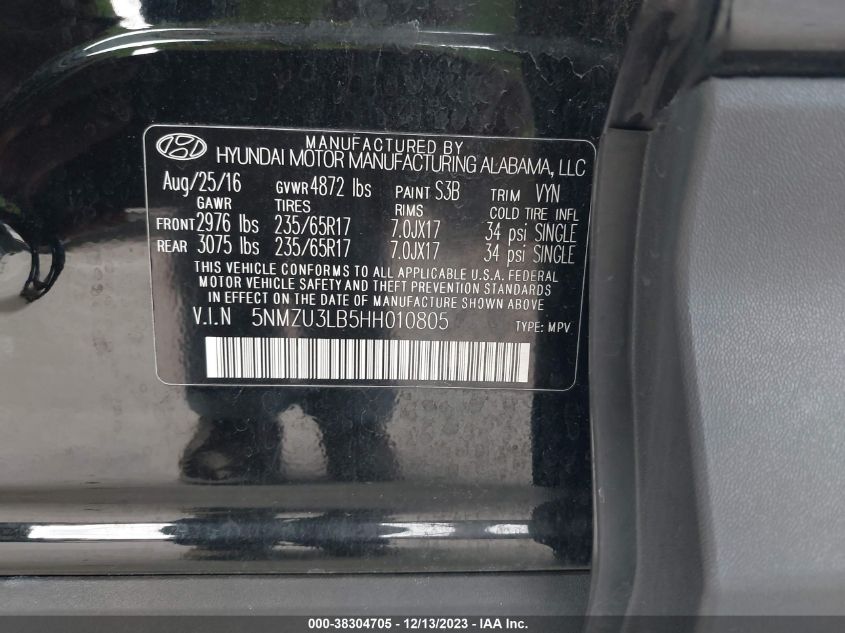 MANUFACTURED BY
HYUNDAI MOTOR MANUFACTURING ALABAMA, LLC
Aug/25/16 GVWR 4872 lbs PAINT S3B TRIM VYN
GAWR TIRES RIMS COLD TIRE INFL
FRONT 2976 lbs 235/65R17 7.0JX17 34 psi SINGLE
REAR 3075 lbs 235/65R17 7.0JX17 34 psi SINGLE
THIS VEHICLE CONFORMS TO ALL APPLICABLE U.S.A. FEDERAL
MOTOR VEHICLE SAFETY AND THEFT PREVENTION STANDARDS
IN EFFECT ON THE DATE OF MANUFACTURE SHOWN ABOVE
V.I.N 5NMZU3LB5HH010805 TYPE: MPV
000-38304705 - 12/13/2023 - IAAI.com